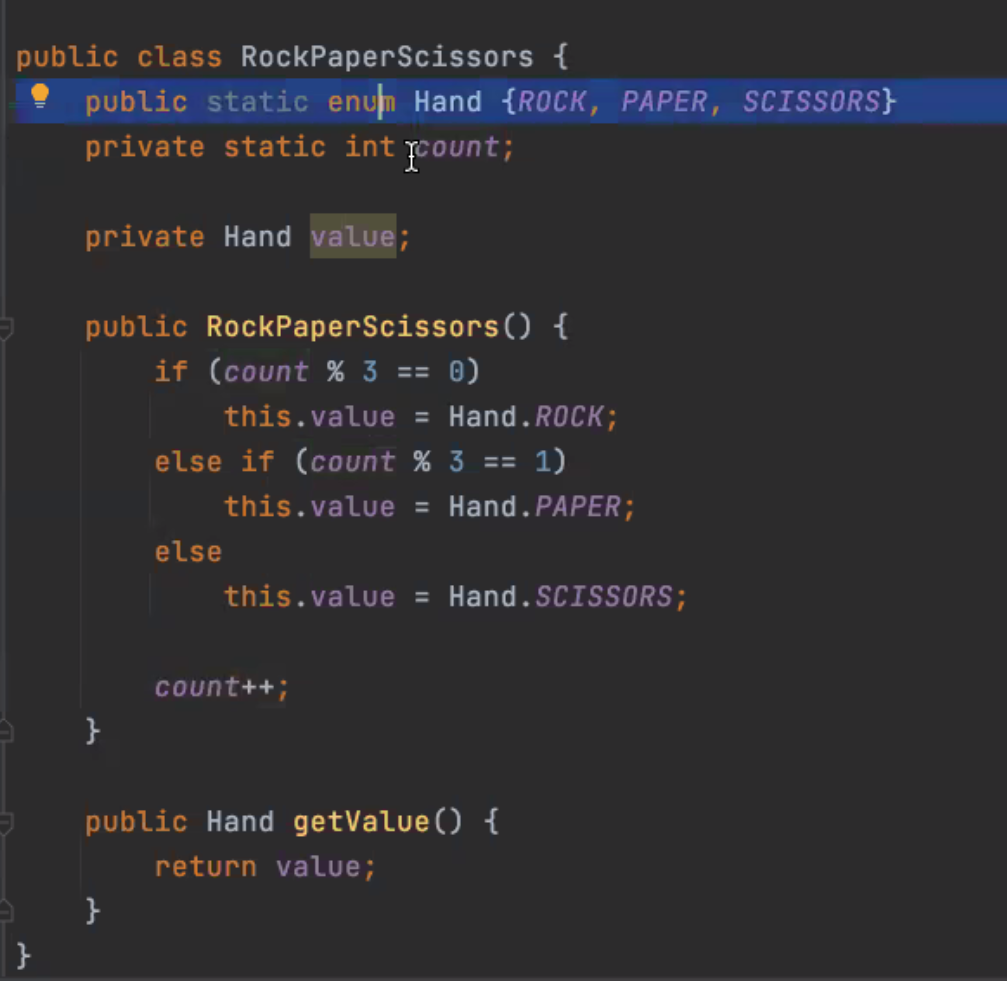 public class RockPaperScissors {
public static enum Hand {ROCK, PAPER, SCISSORS}
private static int count;
private Hand value;
public RockPaperScissors() {
if (count % 3 == 0)
this.value = Hand.ROCK;
else if (count % 3 == 1)
this.value = Hand.PAPER;
else
this.value = Hand.SCISSORS;
count++;
}
public Hand getValue() {
return value;
}
}